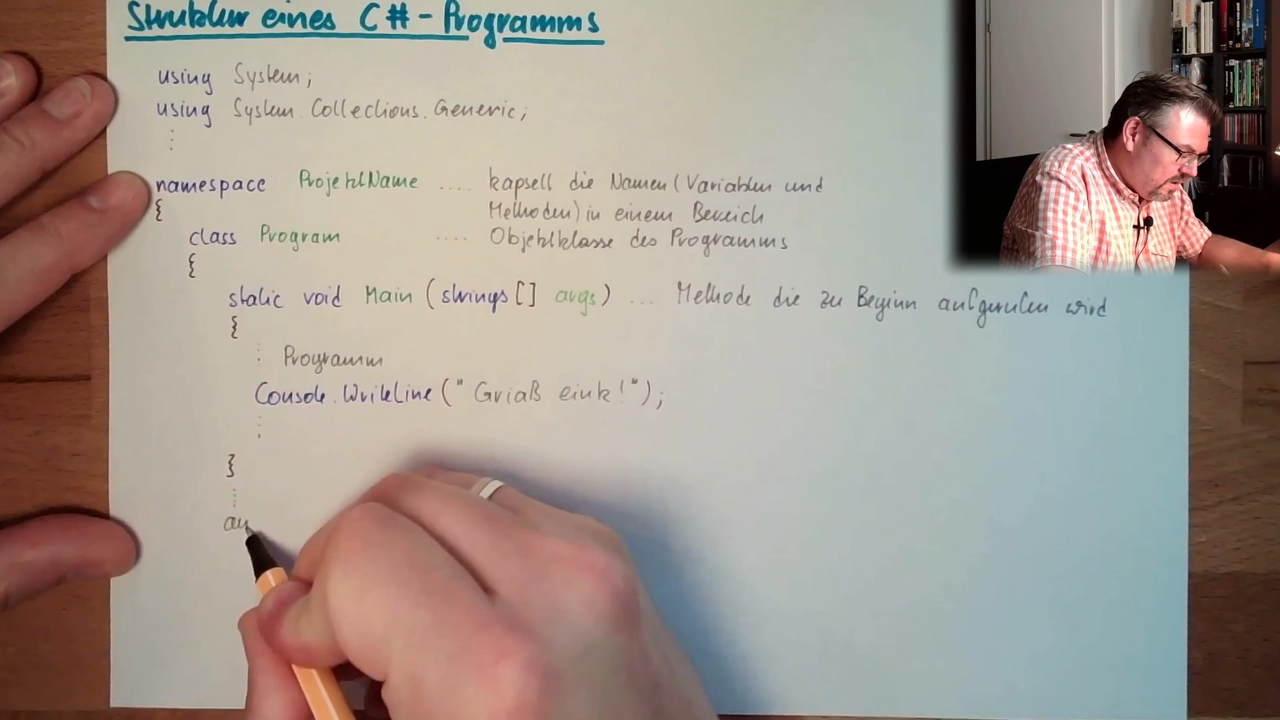 Struktur eines C# - Programms
using System;
using System.Collections.Generic;
namespace ProjektName .... kapselt die Namen (Variablen und
{ Methoden) in einem Bereich
class Program .... Objektklasse des Programms
{
static void Main (strings[] args) ... Methode die zu Beginn aufgerufen wird
{
Programm
Console.WriteLine("Griaß eink!");
}
au